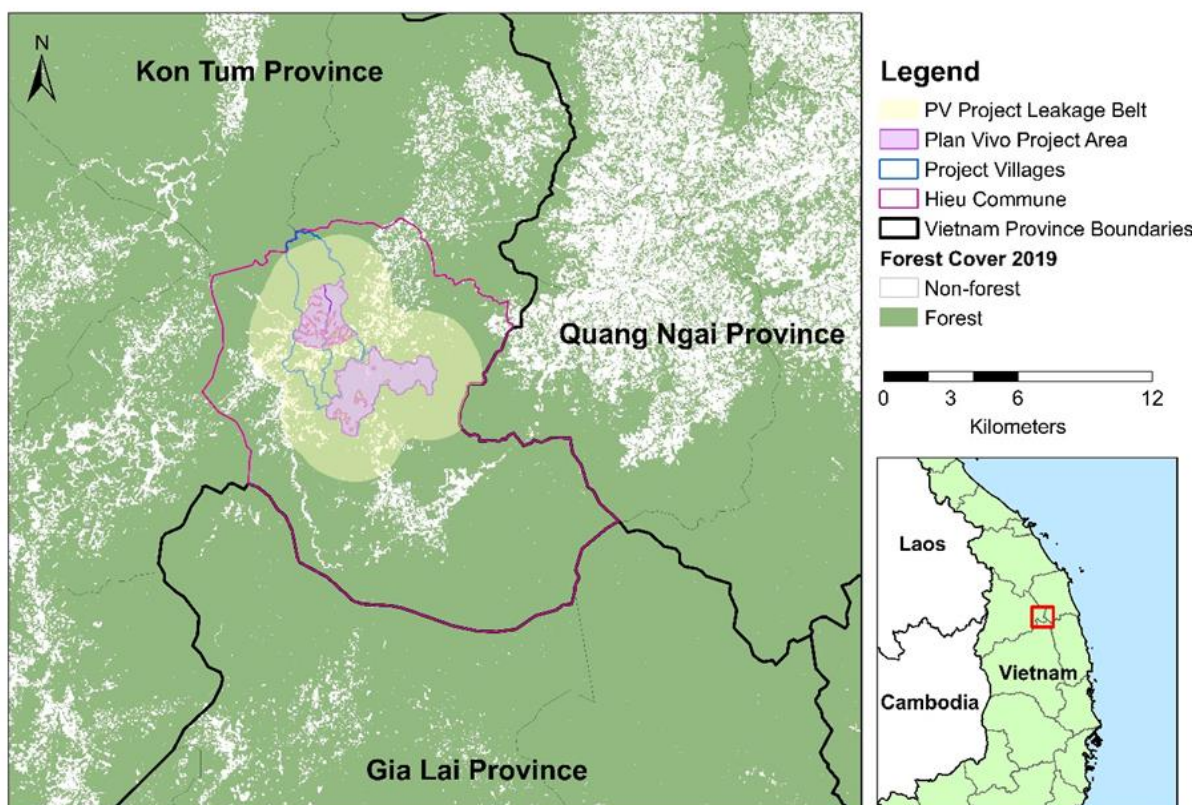 N
Kon Tum Province
Quang Ngai Province
Gia Lai Province
Legend
PV Project Leakage Belt
Plan Vivo Project Area
Project Villages
Hieu Commune
Vietnam Province Boundaries
Forest Cover 2019
Non-forest
Forest
0 3 6 12
Kilometers
Laos
Vietnam
Cambodia